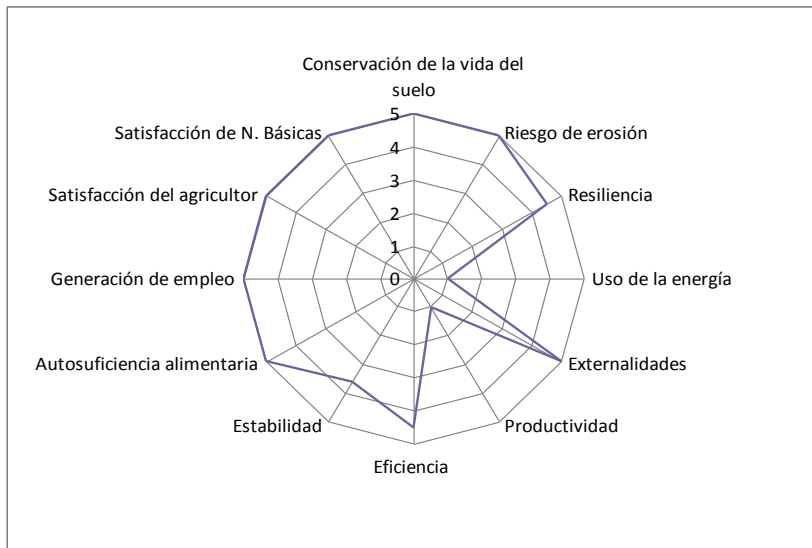 Conservación de la vida del
suelo
Riesgo de erosión
Resiliencia
Uso de la energía
Externalidades
Productividad
Eficiencia
Estabilidad
Autosuficiencia alimentaria
Generación de empleo
Satisfacción del agricultor
Satisfacción de N. Básicas
5
4
3
2
1
0